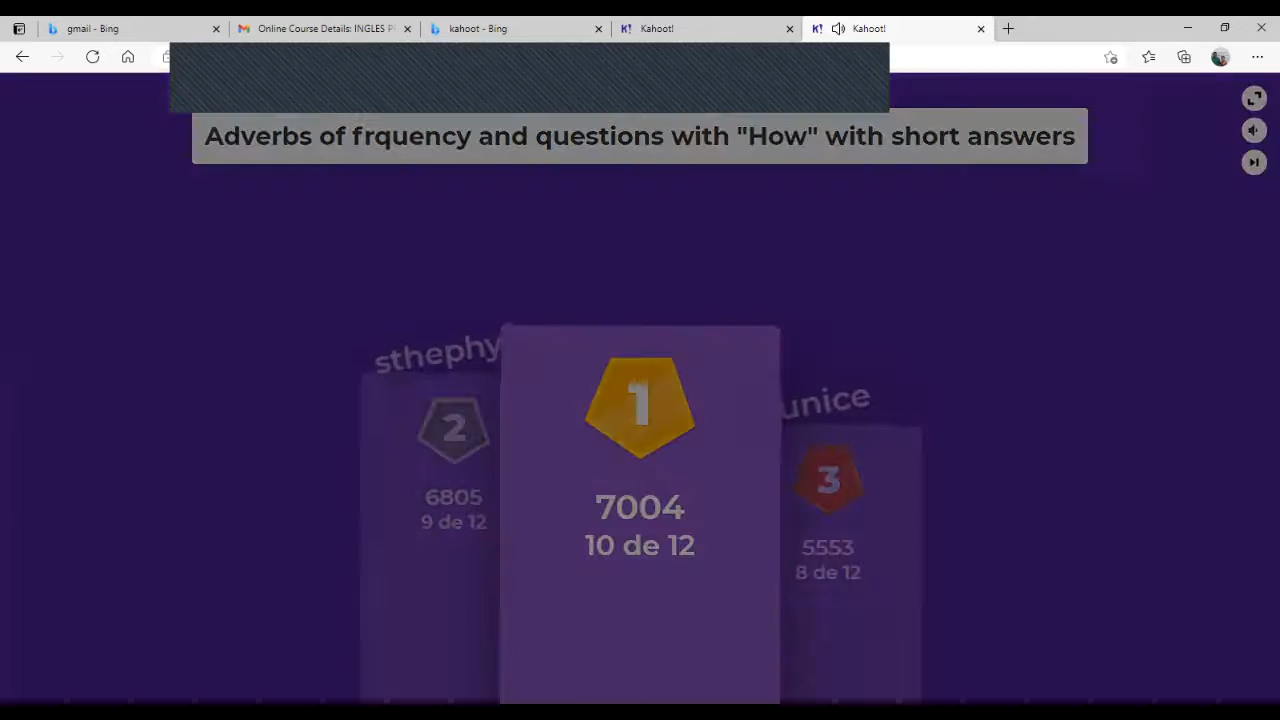 gmail - Bing
Online Course Details: INGLES P
kahoot - Bing
K! Kahoot!
K! Kahoot!
Adverbs of frquency and questions with "How" with short answers
sthephy
1
unice
2
3
7004
6805
10 de 12
9 de 12
5553
8 de 12